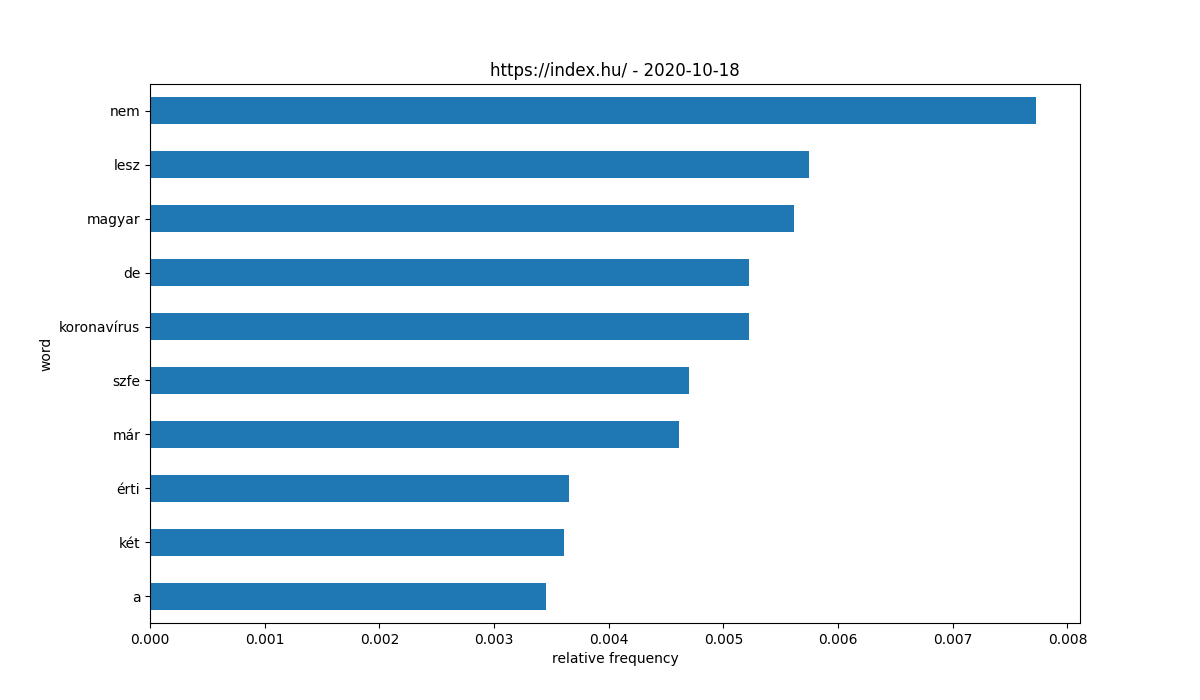 https://index.hu/ - 2020-10-18
nem
lesz
magyar
de
koronavírus
szfe
már
érti
két
a
word
0.000 0.001 0.002 0.003 0.004 0.005 0.006 0.007 0.008
relative frequency